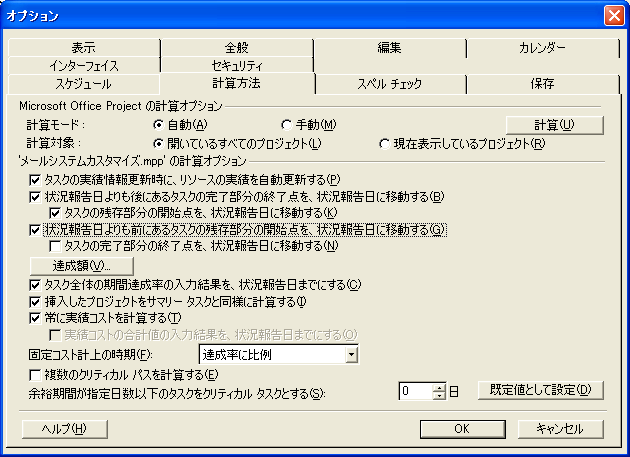 オプション
表示 全般 編集 カレンダー
インターフェイス セキュリティ
スケジュール 計算方法 スペル チェック 保存
Microsoft Office Project の計算オプション
計算モード： 自動(A) 手動(M) 計算(U)
計算対象： 開いているすべてのプロジェクト(L) 現在表示しているプロジェクト(R)
'メールシステムカスタマイズ.mpp' の計算オプション
タスクの実績情報更新時に、リソースの実績を自動更新する(P)
状況報告日よりも後にあるタスクの完了部分の終了点を、状況報告日に移動する(B)
タスクの残存部分の開始点を、状況報告日に移動する(K)
状況報告日よりも前にあるタスクの残存部分の開始点を、状況報告日に移動する(G)
タスクの完了部分の終了点を、状況報告日に移動する(N)
達成額(V)...
タスク全体の期間達成率の入力結果を、状況報告日までにする(C)
挿入したプロジェクトをサマリー タスクと同様に計算する(I)
常に実績コストを計算する(T)
実績コストの合計値の入力結果を、状況報告日までにする(O)
固定コスト計上の時期(F): 達成率に比例
複数のクリティカル パスを計算する(E)
余裕期間が指定日数以下のタスクをクリティカル タスクとする(S): 0 日 既定値として設定(D)
ヘルプ(H) OK キャンセル